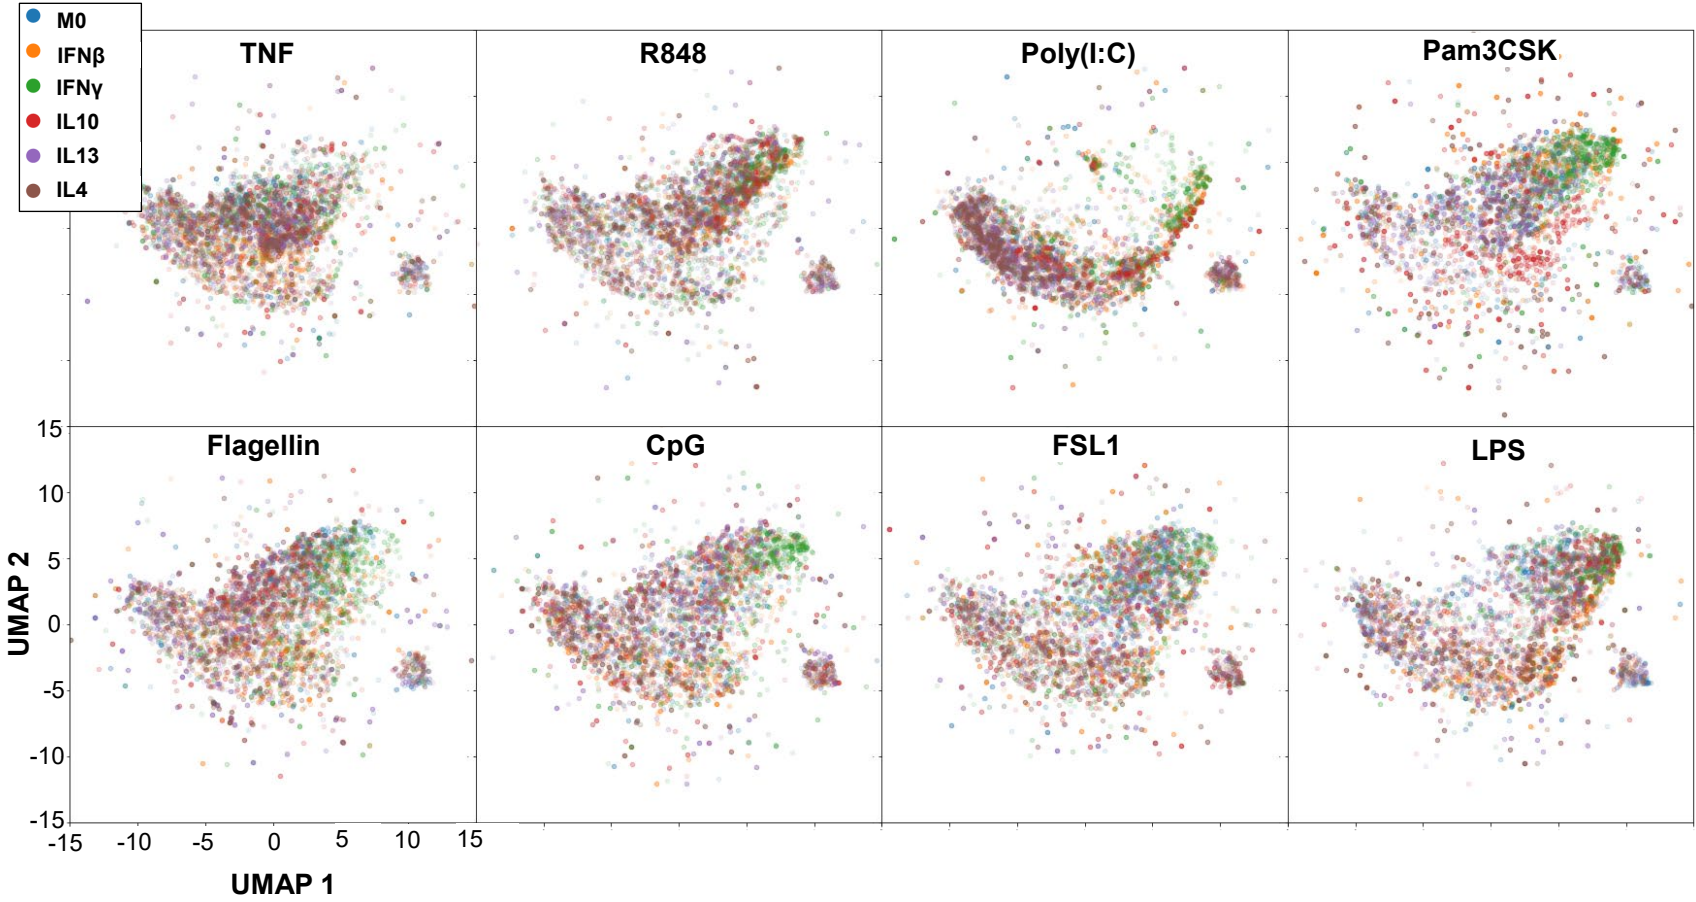 M0
IFNβ
IFNγ
IL10
IL13
IL4
TNF
R848
Poly(I:C)
Pam3CSK
Flagellin
CpG
FSL1
LPS
15
10
5
0
-5
-10
-15
UMAP 2
-15 -10 -5 0 5 10 15
UMAP 1